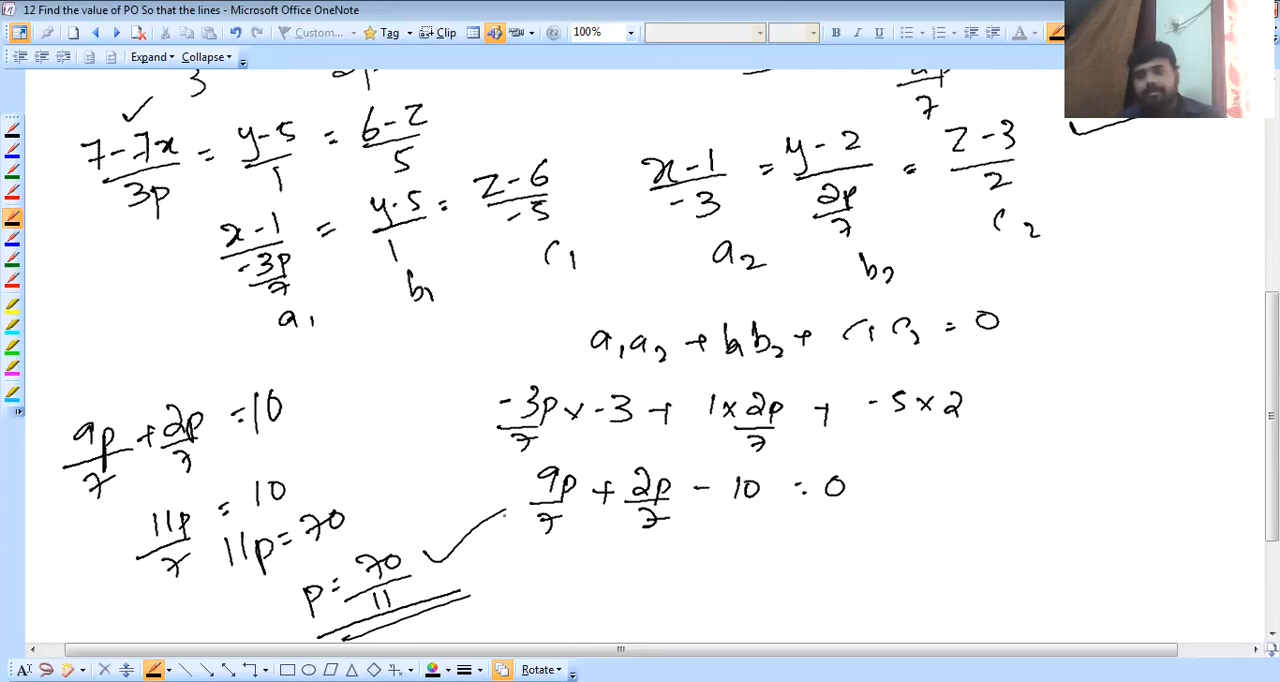 12 Find the value of PO So that the lines - Microsoft Office OneNote
Custom... Tag Clip 100% B I U
Expand Collapse
3 2p 4p/7
(7-7x)/3p = (y-5)/1 = (6-z)/5
(x-1)/(-3p/7) = (y-5)/1 = (z-6)/-5
a₁ b₁ c₁
(x-1)/-3 = (y-2)/(2p/7) = (z-3)/2
a₂ b₂ c₂
a₁a₂ + b₁b₂ + c₁c₂ = 0
-3p/7 × -3 + 1 × 2p/7 + -5 × 2
9p/7 + 2p/7 - 10 = 0
9p/7 + 2p/7 = 10
11p/7 = 10
11p = 70
p = 70/11
A Rotate